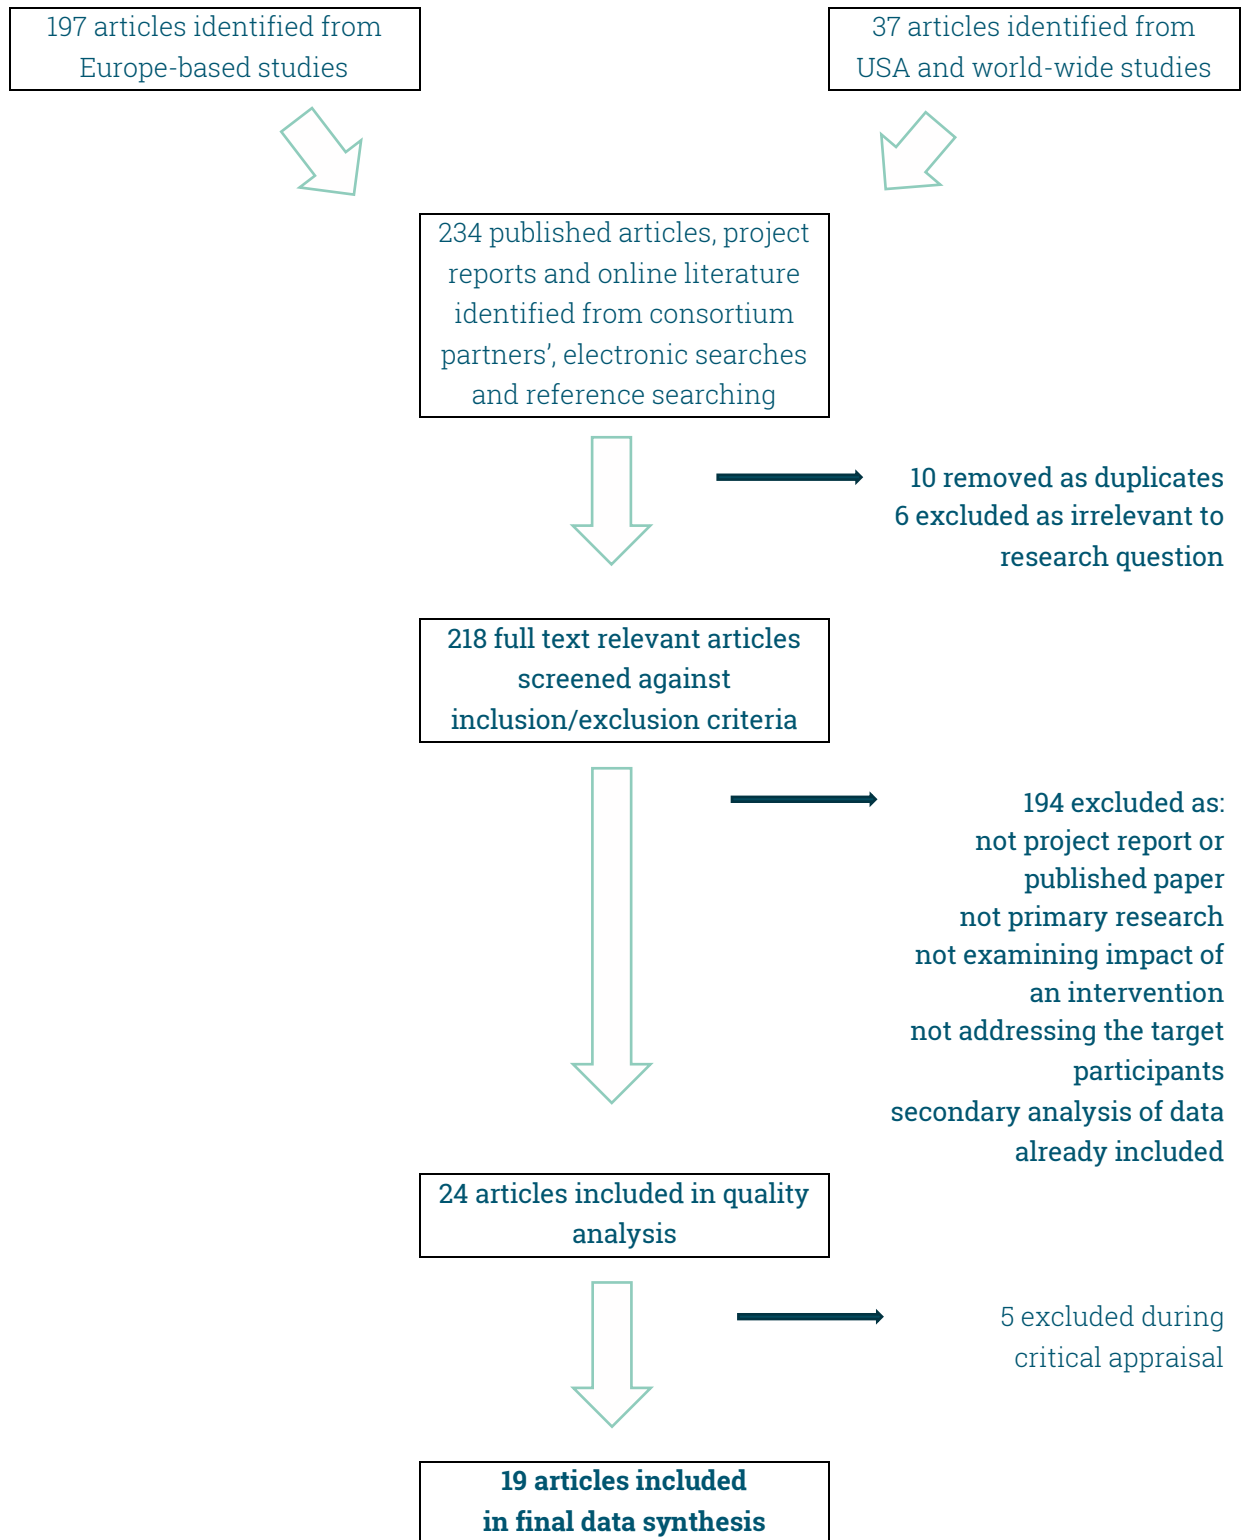 197 articles identified from
Europe-based studies
37 articles identified from
USA and world-wide studies
234 published articles, project
reports and online literature
identified from consortium
partners’, electronic searches
and reference searching
10 removed as duplicates
6 excluded as irrelevant to
research question
218 full text relevant articles
screened against
inclusion/exclusion criteria
194 excluded as:
not project report or
published paper
not primary research
not examining impact of
an intervention
not addressing the target
participants
secondary analysis of data
already included
24 articles included in quality
analysis
5 excluded during
critical appraisal
19 articles included
in final data synthesis